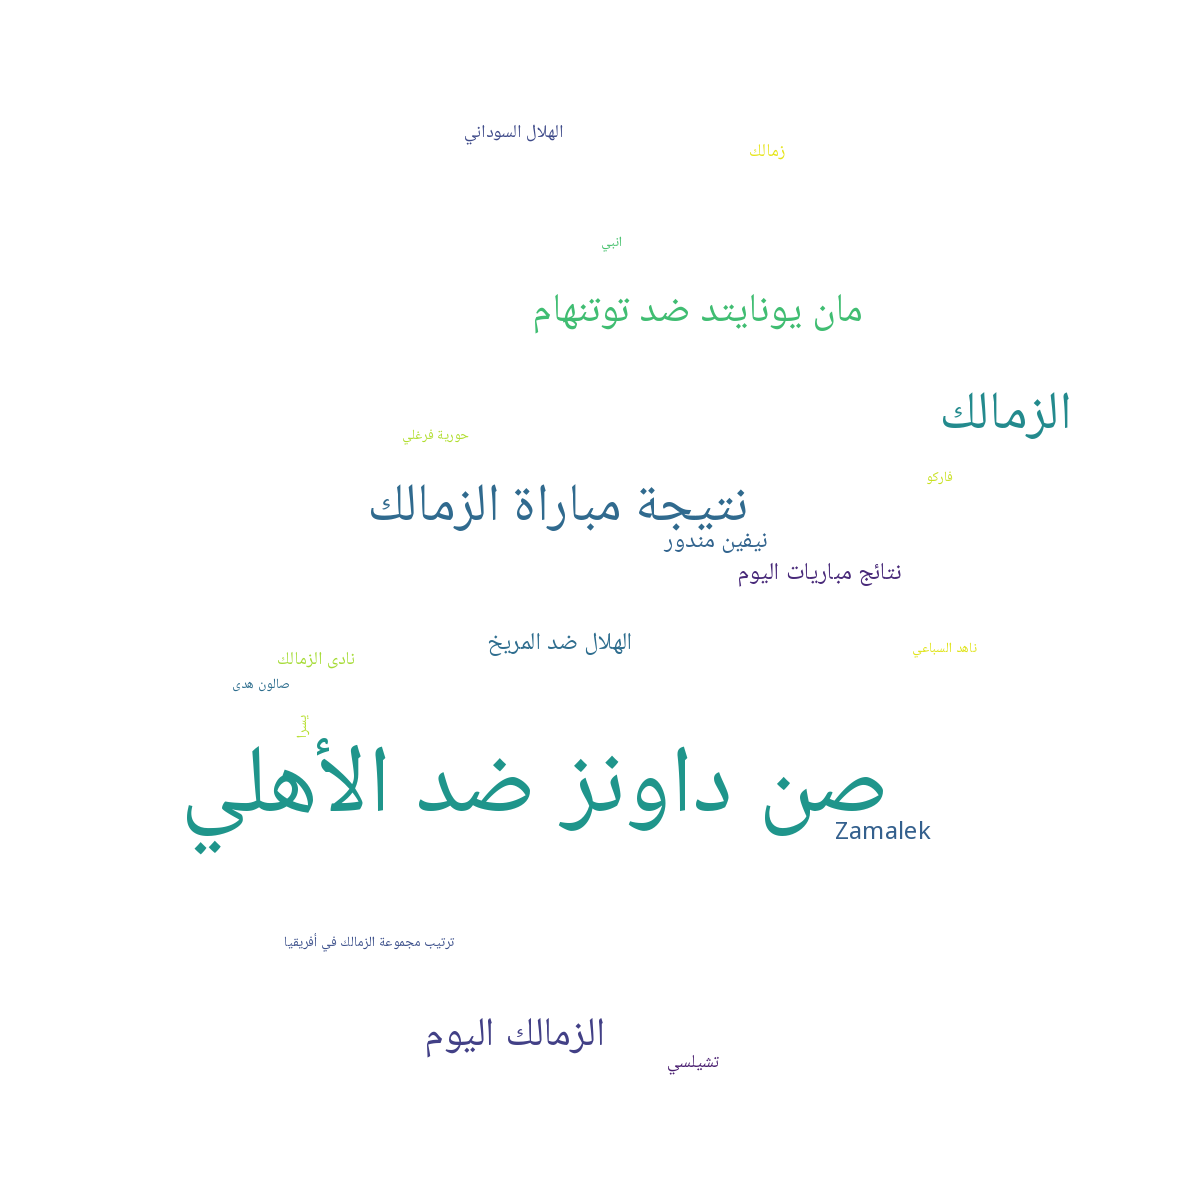 الهلال السوداني
زمالك
انبي
مان يونايتد ضد توتنهام
الزمالك
حورية فرغلي
فاركو
نتيجة مباراة الزمالك
نيفين مندور
نتائج مباريات اليوم
الهلال ضد المريخ
ناهد السباعي
نادى الزمالك
صالون هدى
يسرا
صن داونز ضد الأهلي
Zamalek
ترتيب مجموعة الزمالك في أفريقيا
الزمالك اليوم
تشيلسي